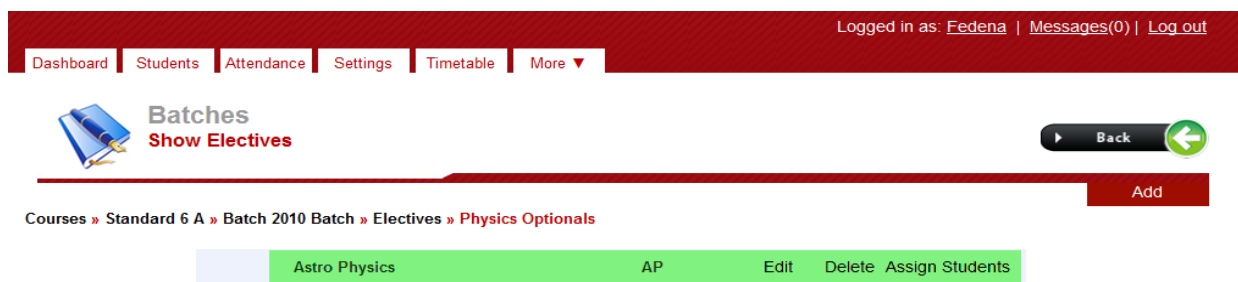 Logged in as: Fedena | Messages(0) | Log out
Dashboard Students Attendance Settings Timetable More ▼
Batches
Show Electives
Back
Add
Courses » Standard 6 A » Batch 2010 Batch » Electives » Physics Optionals
Astro Physics AP Edit Delete Assign Students